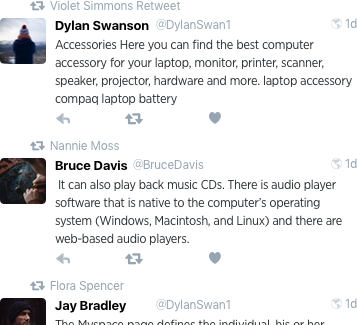 Violet Simmons Retweet
Dylan Swanson @DylanSwan1 1d
Accessories Here you can find the best computer
accessory for your laptop, monitor, printer, scanner,
speaker, projector, hardware and more. laptop accessory
compaq laptop battery
Nannie Moss
Bruce Davis @BruceDavis 1d
It can also play back music CDs. There is audio player
software that is native to the computer's operating
system (Windows, Macintosh, and Linux) and there are
web-based audio players.
Flora Spencer
Jay Bradley @DylanSwan1 1d
The Myspace page defines the individual, his or her